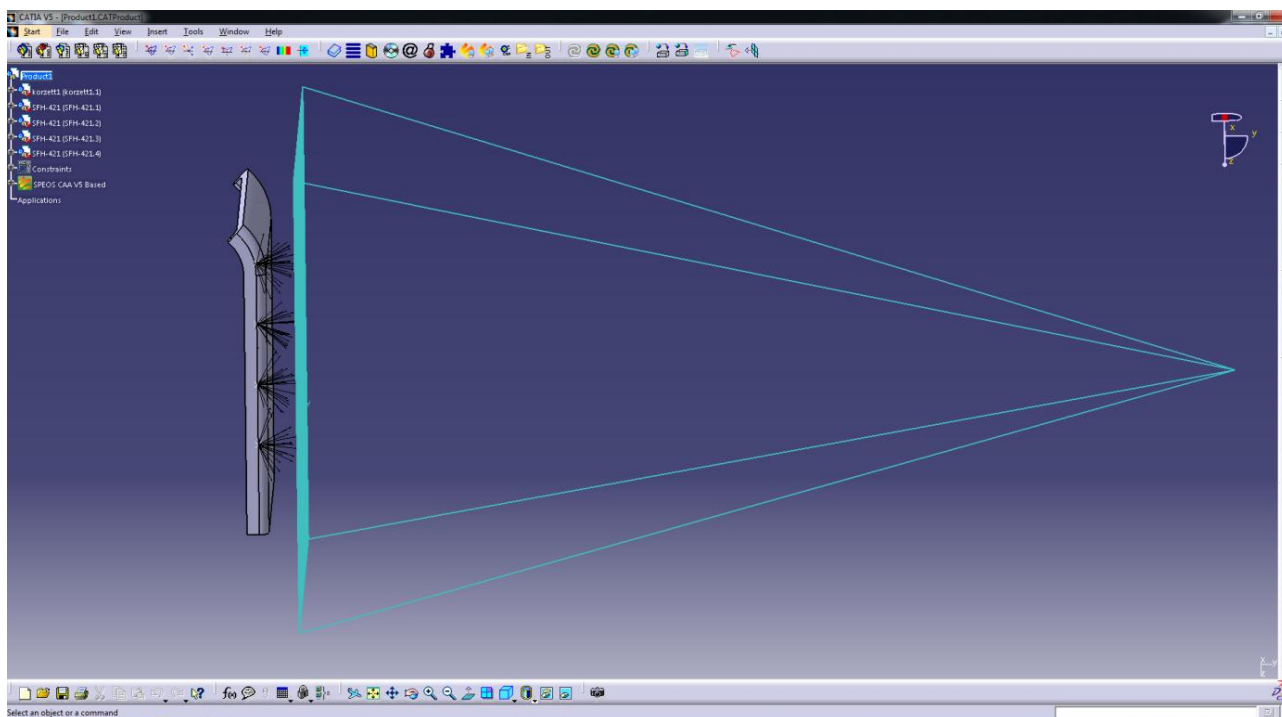 CATIA V5 - [Product1.CATProduct]
Start File Edit View Insert Tools Window Help
Product1
korzett1 (korzett1.1)
SFH-421 (SFH-421.1)
SFH-421 (SFH-421.2)
SFH-421 (SFH-421.3)
SFH-421 (SFH-421.4)
Constraints
SPEOS CAA V5 Based
Applications
x
y
z
f(x)
Select an object or a command